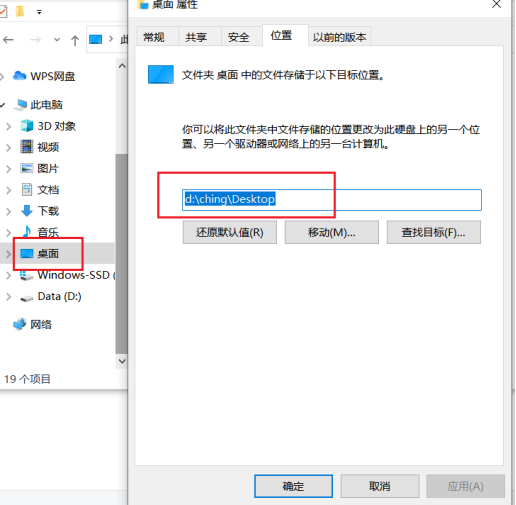 桌面 属性
常规
共享
安全
位置
以前的版本
此
WPS网盘
此电脑
3D 对象
视频
图片
文档
下载
音乐
桌面
Windows-SSD (
Data (D:)
网络
19 个项目
文件夹 桌面 中的文件存储于以下目标位置。
你可以将此文件夹中文件存储的位置更改为此硬盘上的另一个位
置、另一个驱动器或网络上的另一台计算机。
d:\ching\Desktop
还原默认值(R)
移动(M)...
查找目标(F)...
确定
取消
应用(A)